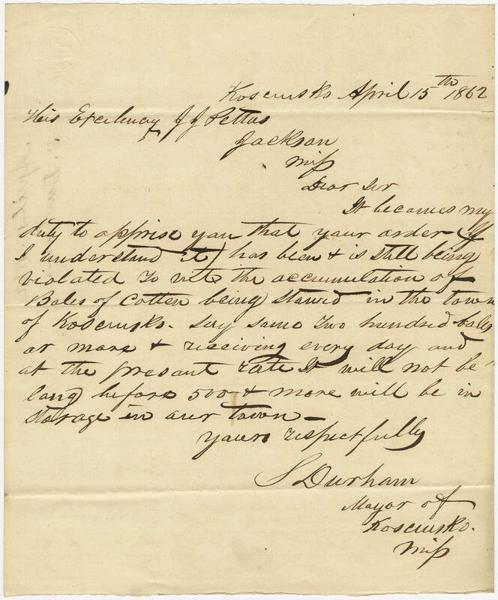 Kosciusko April 15th 1862
His Excelency J J Pettus
Jackson
Miss
Dear Sir
It becomes my
duty to apprise you that your order (if
I understand it) has been & is still being
violated To wit the accumulation of
Bales of Cotten being Stored in the town
of Kosciusko. Say Some Two hundred bales
or more & receiving every day and
at the presant rate It will not be
long before 500 & more will be in
Storage in our town —
Yours respectfully
S Durham
Mayor of
Kosciusko.
Miss